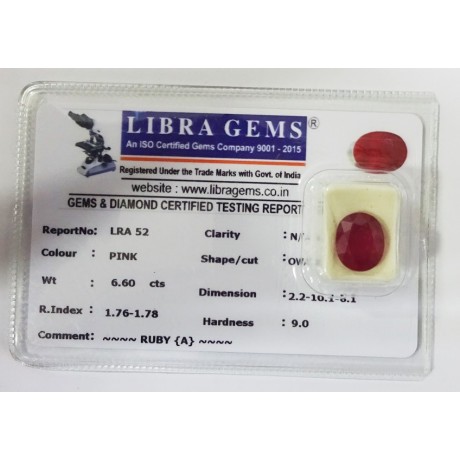 LIBRA GEMS®
An ISO Certified Gems Company 9001 - 2015
Registered Under the Trade Marks with Govt. of India
website : www.libragems.co.in
GEMS & DIAMOND CERTIFIED TESTING REPORT
ReportNo: LRA 52 Clarity : N/
Colour : PINK Shape/cut :
Wt : 6.60 cts Dimension :
R.Index : 1.76-1.78 Hardness : 9.0
Comment: ~~~~ RUBY {A} ~~~~